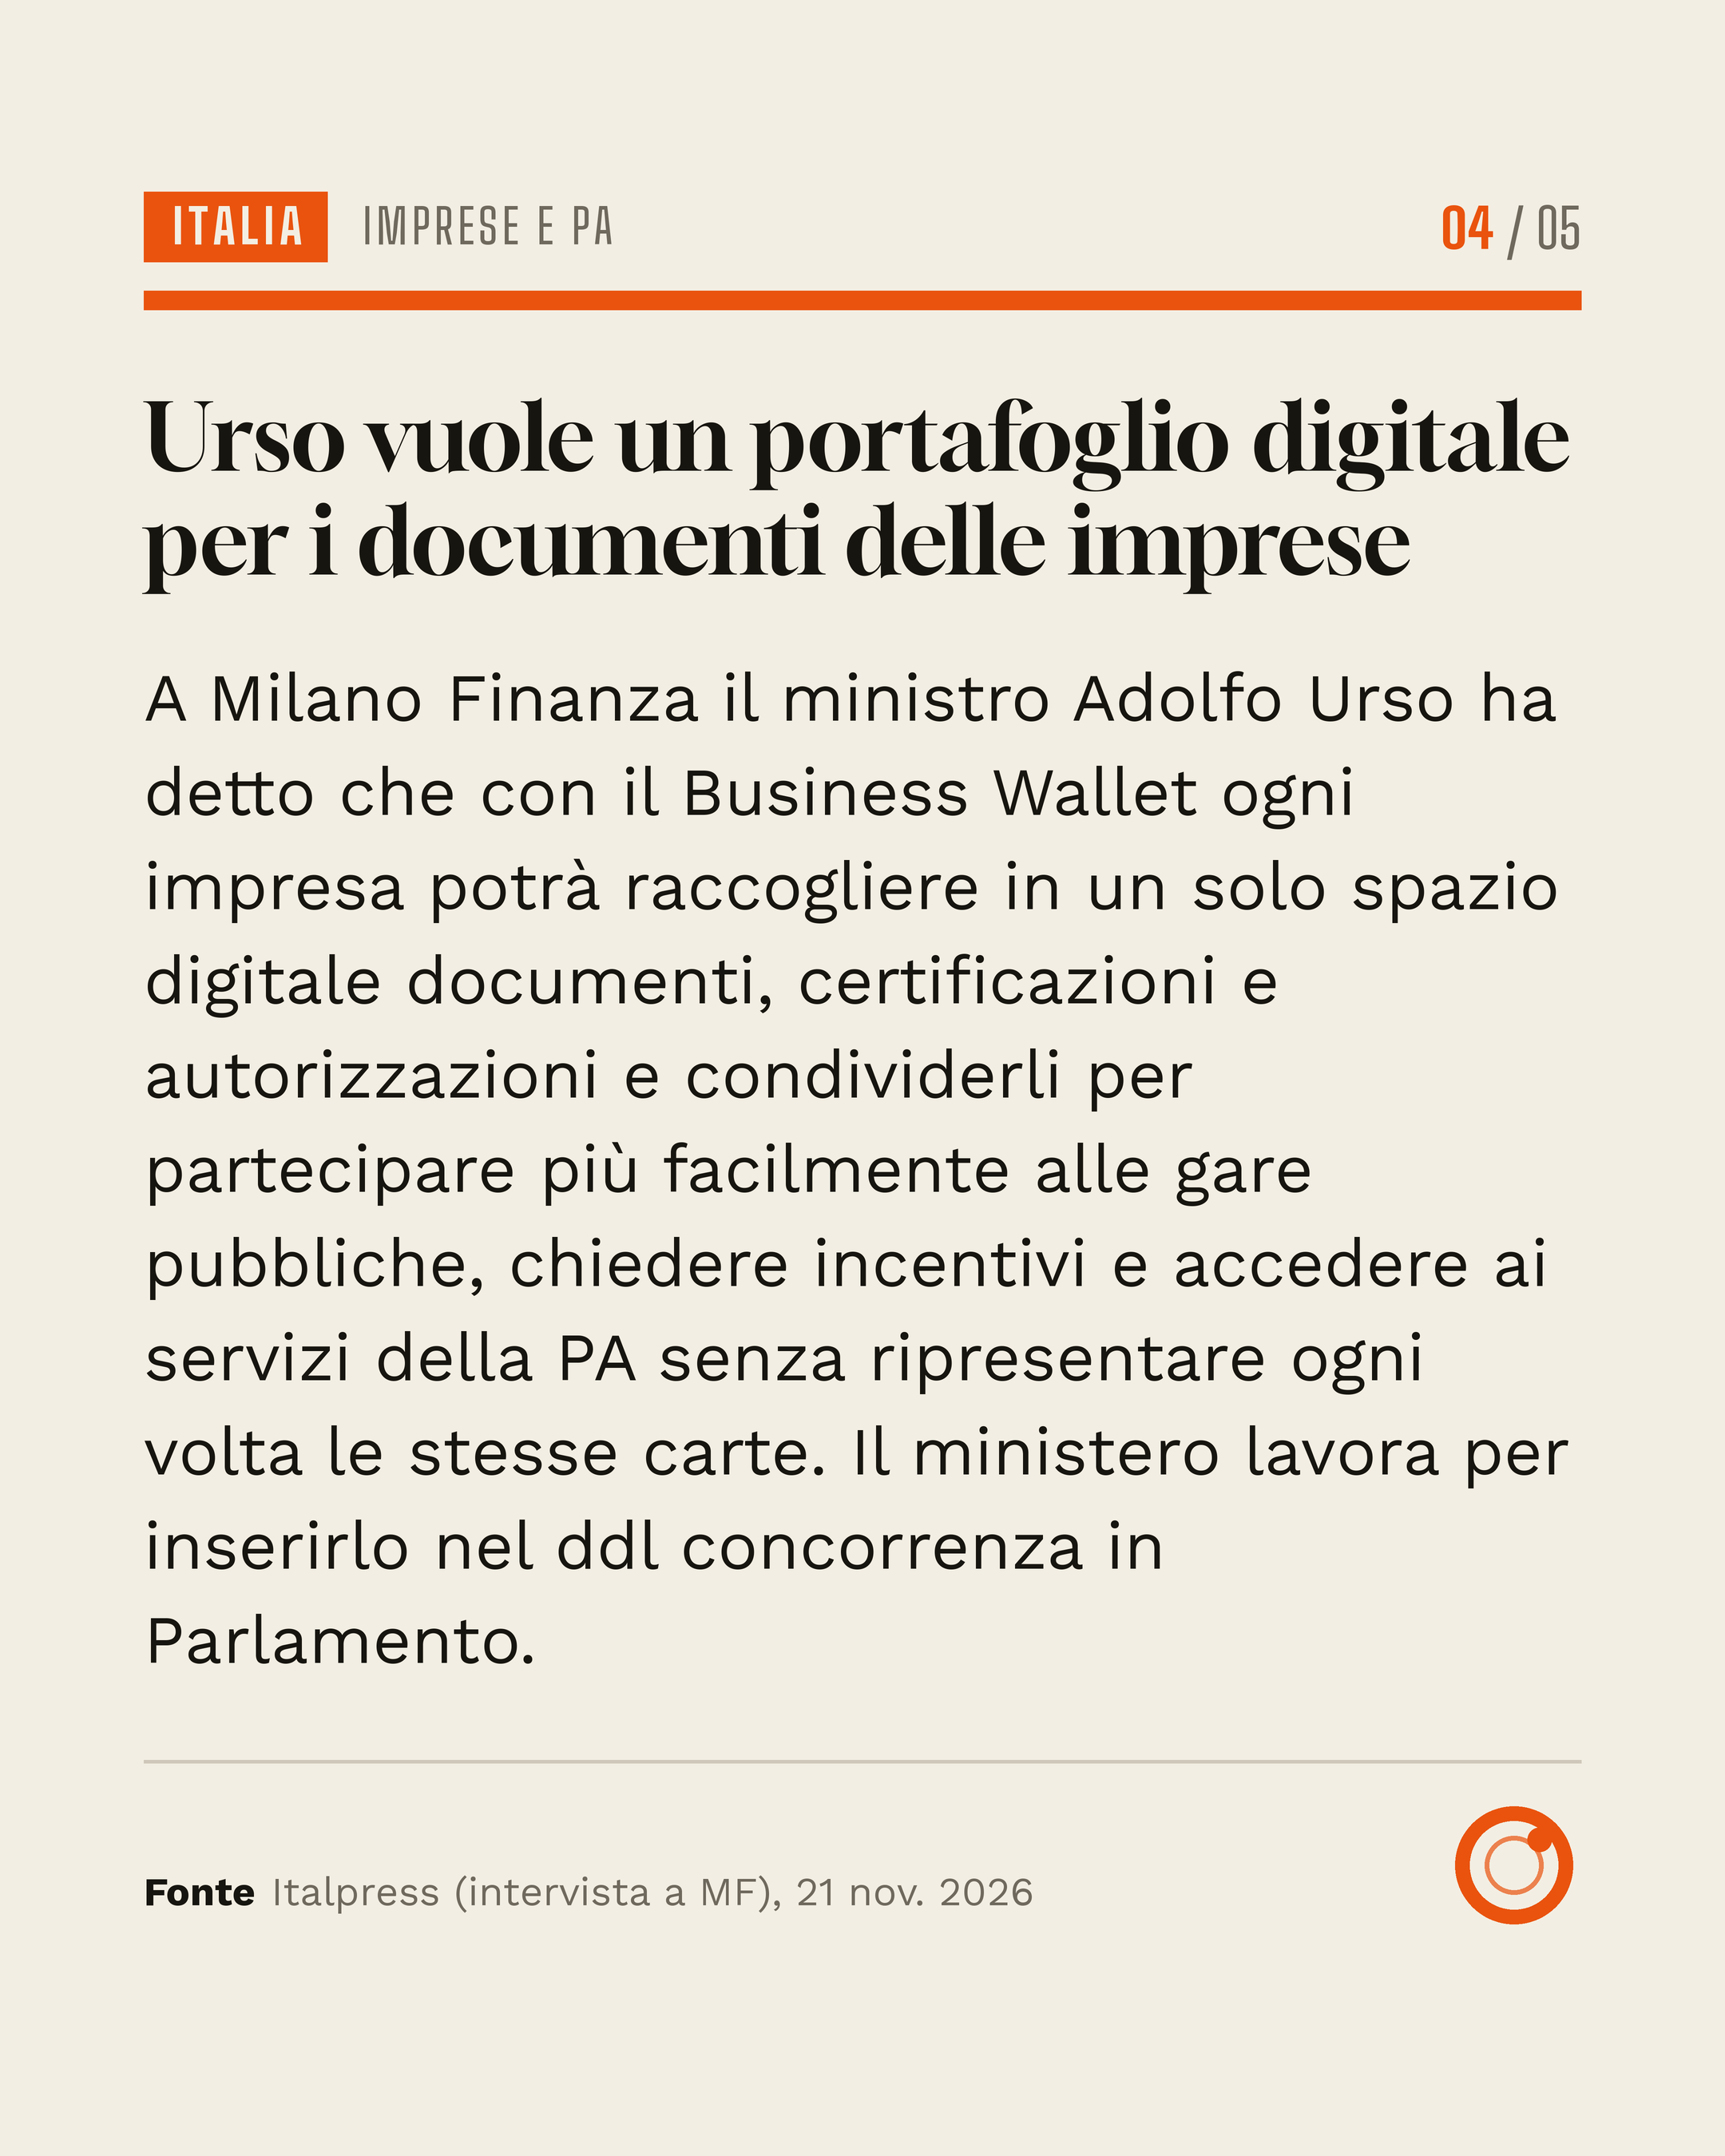 ITALIA IMPRESE E PA 04 / 05
Urso vuole un portafoglio digitale
per i documenti delle imprese
A Milano Finanza il ministro Adolfo Urso ha
detto che con il Business Wallet ogni
impresa potrà raccogliere in un solo spazio
digitale documenti, certificazioni e
autorizzazioni e condividerli per
partecipare più facilmente alle gare
pubbliche, chiedere incentivi e accedere ai
servizi della PA senza ripresentare ogni
volta le stesse carte. Il ministero lavora per
inserirlo nel ddl concorrenza in
Parlamento.
Fonte Italpress (intervista a MF), 21 nov. 2026